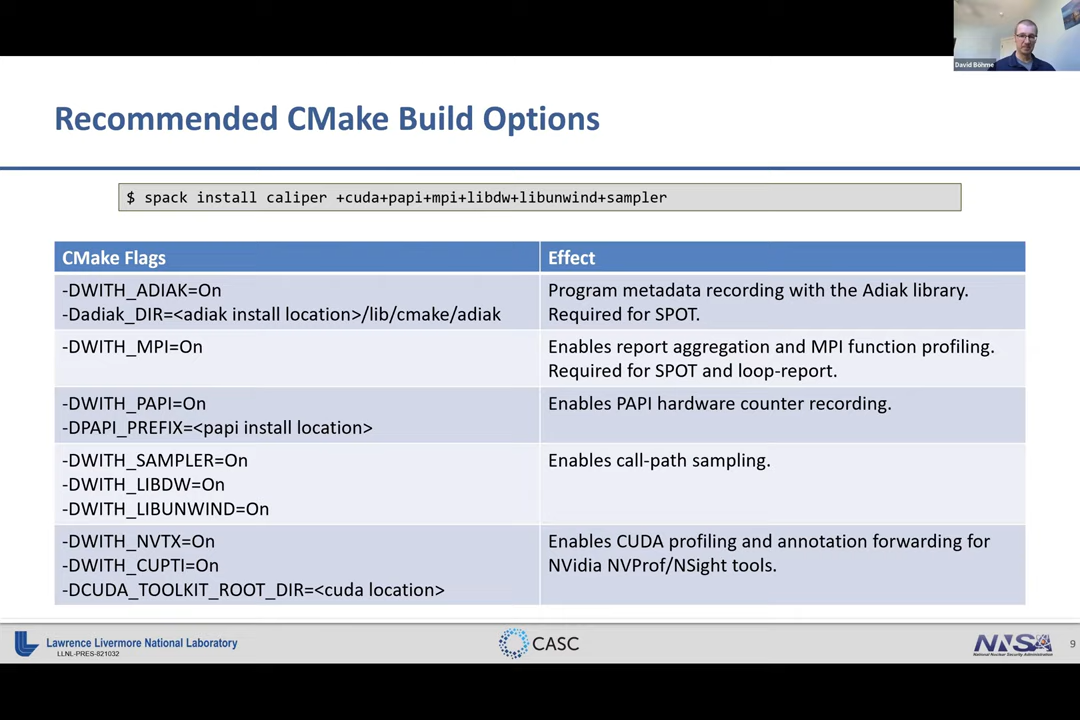 David Böhme
Recommended CMake Build Options
$ spack install caliper +cuda+papi+mpi+libdw+libunwind+sampler
CMake Flags
Effect
-DWITH_ADIAK=On
-Dadiak_DIR=<adiak install location>/lib/cmake/adiak
Program metadata recording with the Adiak library.
Required for SPOT.
-DWITH_MPI=On
Enables report aggregation and MPI function profiling.
Required for SPOT and loop-report.
-DWITH_PAPI=On
-DPAPI_PREFIX=<papi install location>
Enables PAPI hardware counter recording.
-DWITH_SAMPLER=On
-DWITH_LIBDW=On
-DWITH_LIBUNWIND=On
Enables call-path sampling.
-DWITH_NVTX=On
-DWITH_CUPTI=On
-DCUDA_TOOLKIT_ROOT_DIR=<cuda location>
Enables CUDA profiling and annotation forwarding for
NVidia NVProf/NSight tools.
Lawrence Livermore National Laboratory
LLNL-PRES-821032
CASC
NNSA
National Nuclear Security Administration
9